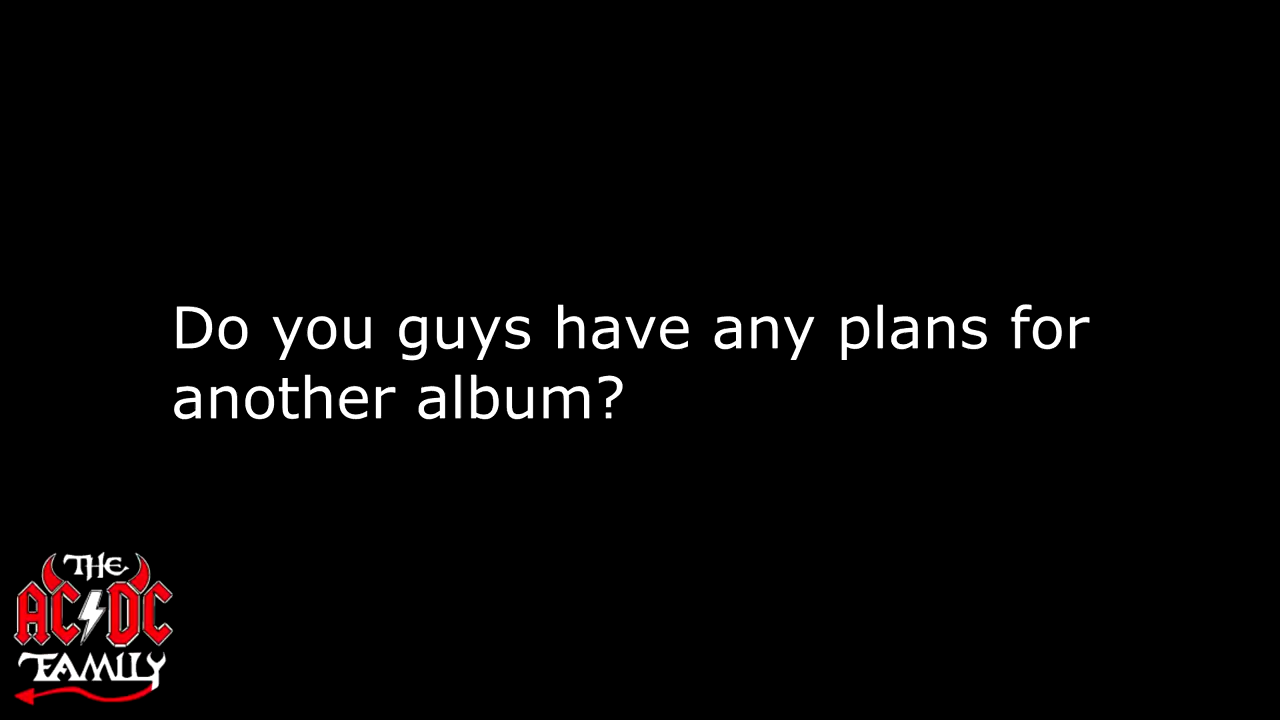 Do you guys have any plans for
another album?
THE
AC⚡DC
FAMILY